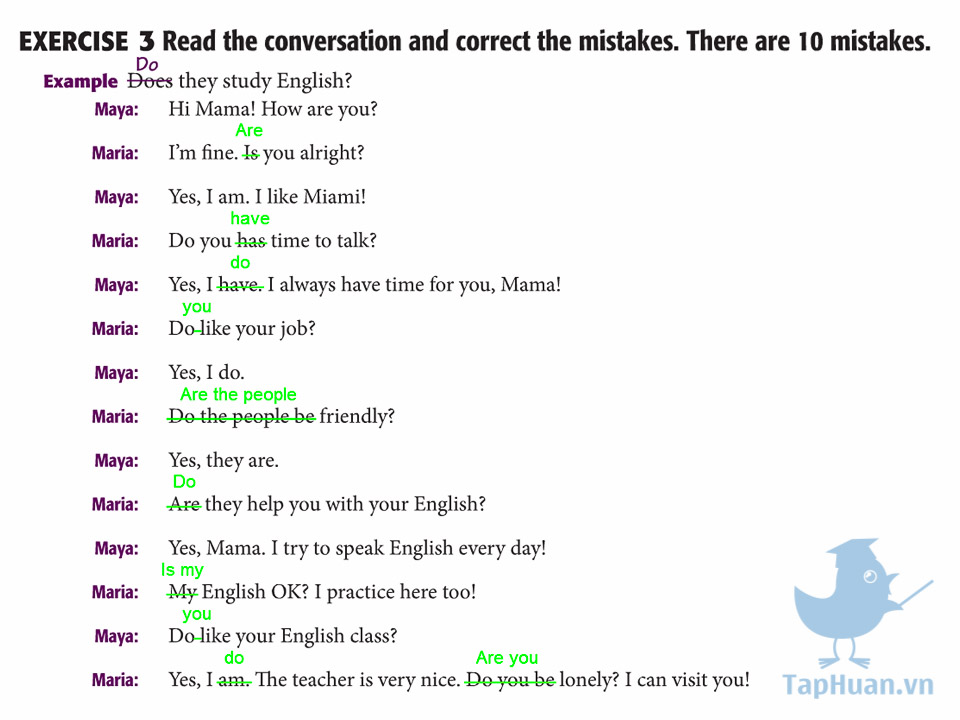 EXERCISE 3 Read the conversation and correct the mistakes. There are 10 mistakes.
Do
Example Does they study English?
Maya: Hi Mama! How are you?
Are
Maria: I'm fine. Is you alright?
Maya: Yes, I am. I like Miami!
have
Maria: Do you has time to talk?
do
Maya: Yes, I have. I always have time for you, Mama!
you
Maria: Do like your job?
Maya: Yes, I do.
Are the people
Maria: Do the people be friendly?
Maya: Yes, they are.
Do
Maria: Are they help you with your English?
Maya: Yes, Mama. I try to speak English every day!
Is my
Maria: My English OK? I practice here too!
you
Maya: Do like your English class?
do Are you
Maria: Yes, I am. The teacher is very nice. Do you be lonely? I can visit you!
TapHuan.vn